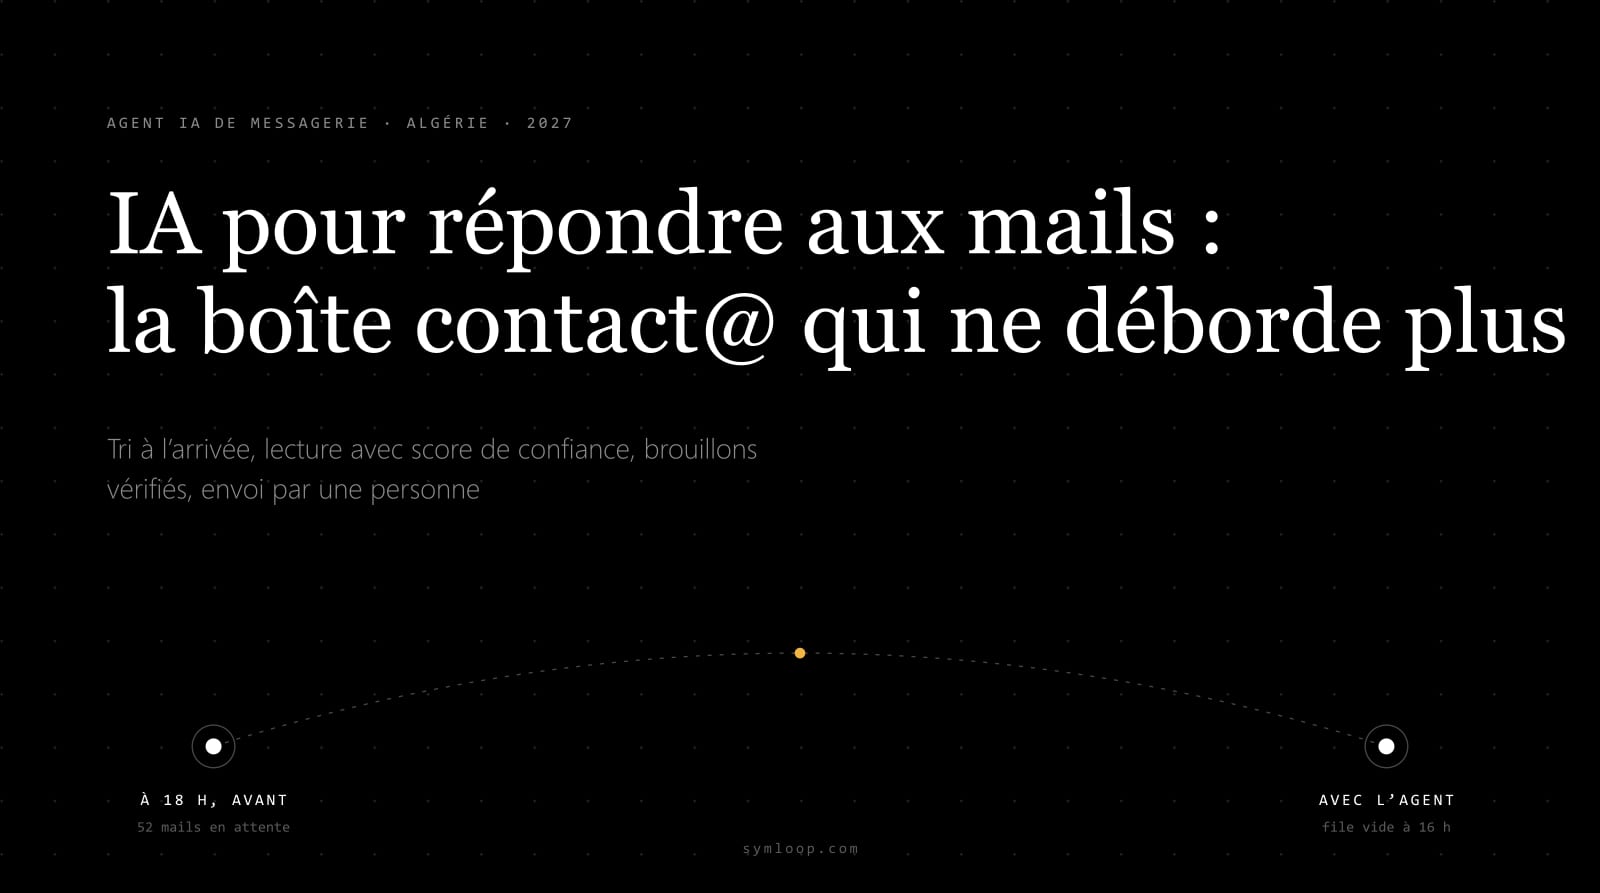 AGENT IA DE MESSAGERIE · ALGÉRIE · 2027
IA pour répondre aux mails :
la boîte contact@ qui ne déborde plus
Tri à l’arrivée, lecture avec score de confiance, brouillons
vérifiés, envoi par une personne
À 18 H, AVANT
52 mails en attente
AVEC L’AGENT
file vide à 16 h
symloop.com